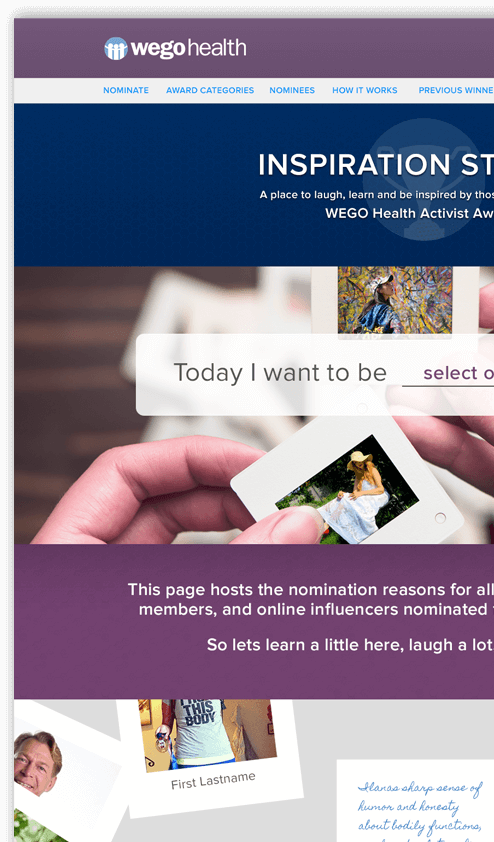 wegohealth
NOMINATE AWARD CATEGORIES NOMINEES HOW IT WORKS PREVIOUS WINNE
INSPIRATION ST
A place to laugh, learn and be inspired by thos
WEGO Health Activist Aw
Today I want to be select o
This page hosts the nomination reasons for all
members, and online influencers nominated
So lets learn a little here, laugh a lot
THIS
BODY
First Lastname
Ilanas sharp sense of
humor and honesty
about bodily functions,